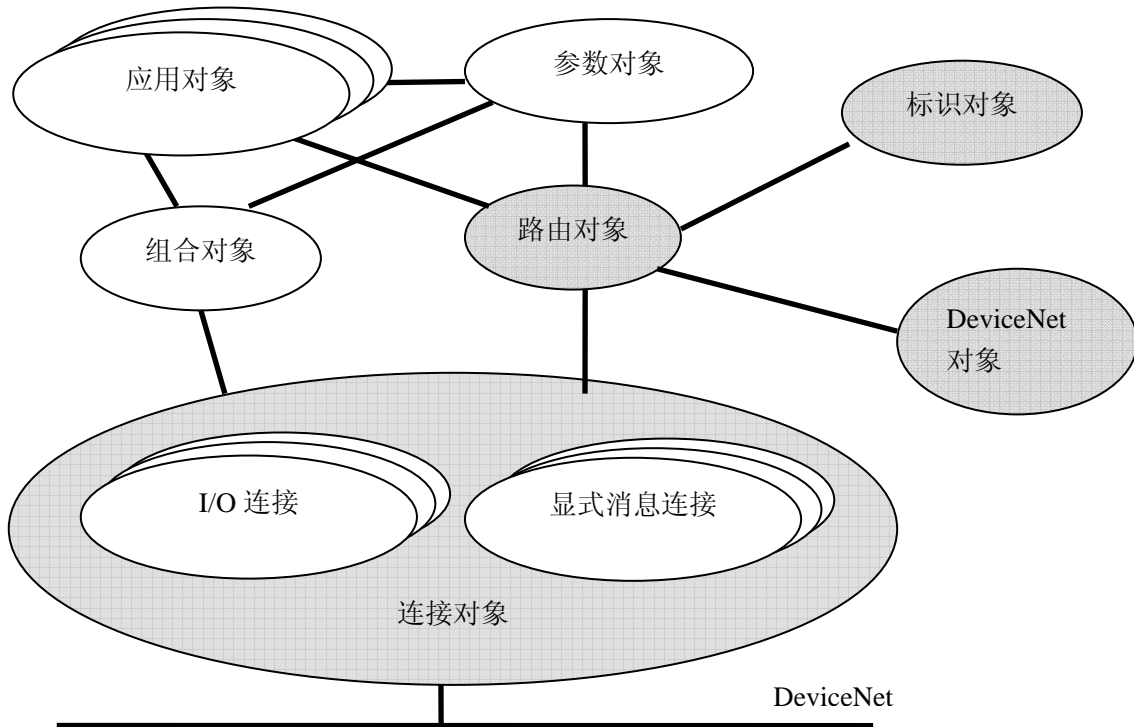 应用对象
参数对象
标识对象
组合对象
路由对象
DeviceNet
对象
I/O 连接
显式消息连接
连接对象
DeviceNet